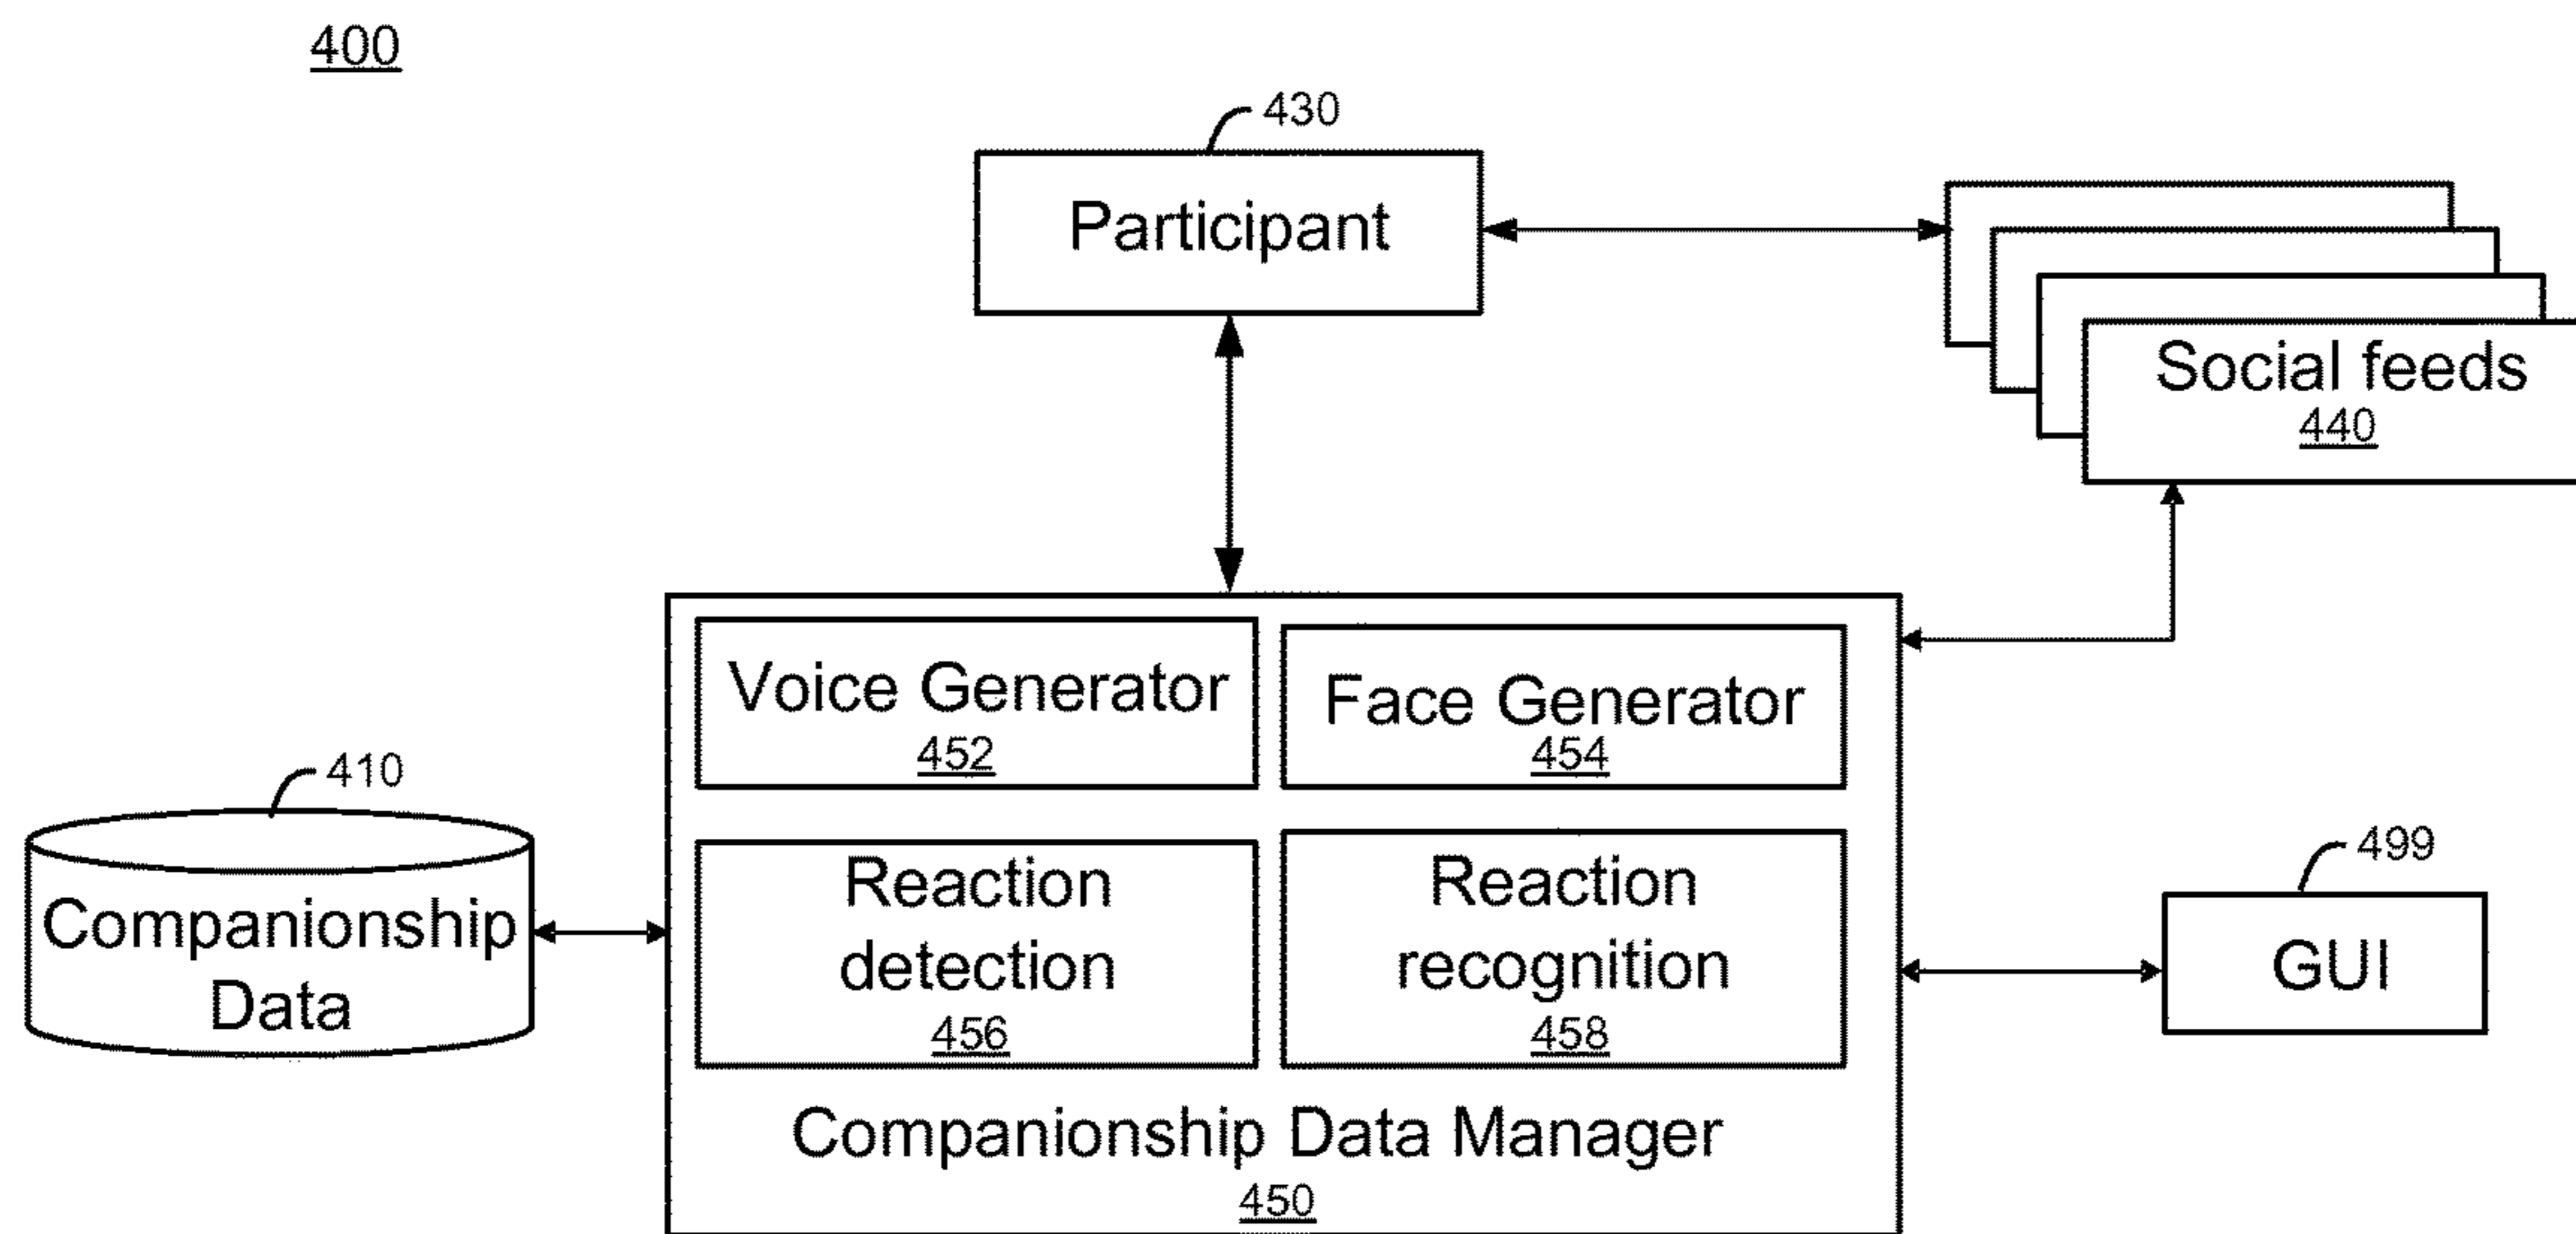 400
430
Participant
Social feeds
440
Voice Generator
452
Face Generator
454
410
Companionship
Data
Reaction
detection
456
Reaction
recognition
458
499
GUI
Companionship Data Manager
450